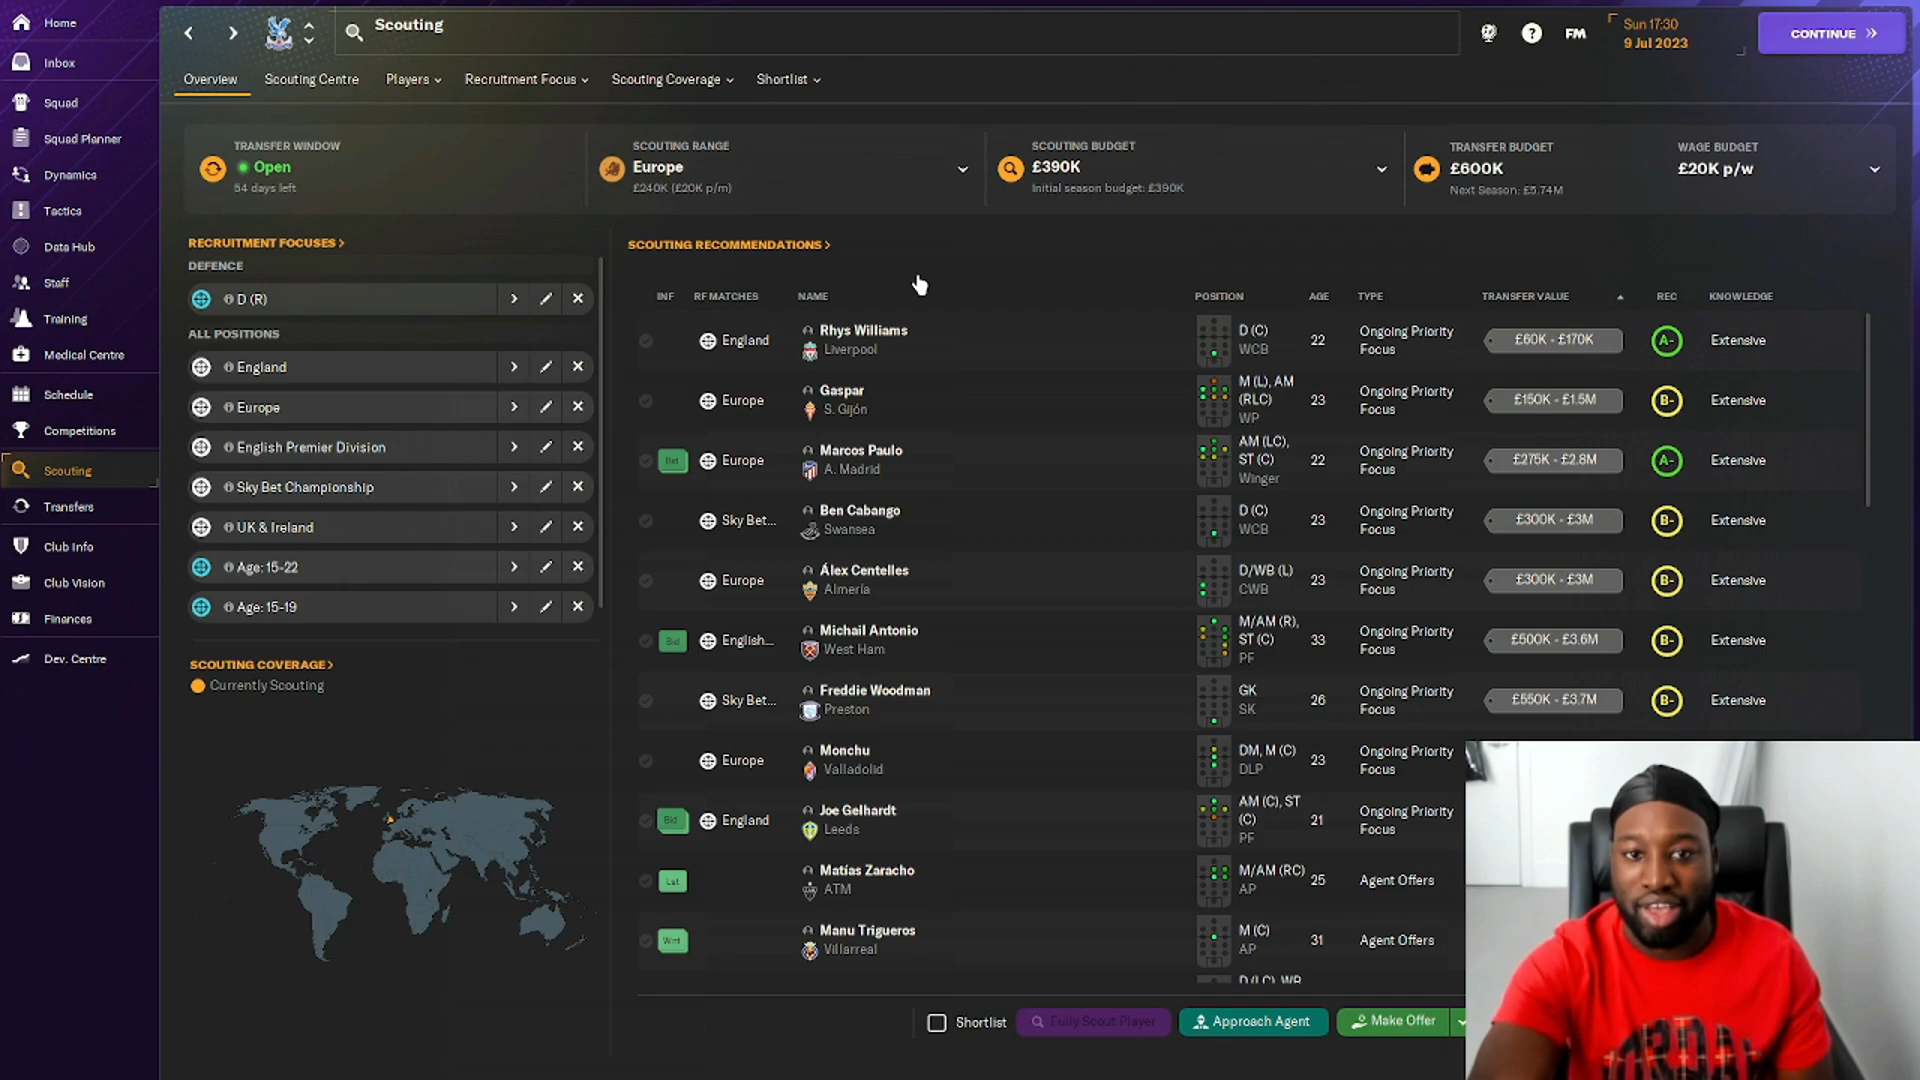 Home
Inbox
Squad
Squad Planner
Dynamics
Tactics
Data Hub
Staff
Training
Medical Centre
Schedule
Competitions
Scouting
Transfers
Club Info
Club Vision
Finances
Dev. Centre
Scouting
FM
Sun 17:30
9 Jul 2023
CONTINUE
Overview
Scouting Centre
Players
Recruitment Focus
Scouting Coverage
Shortlist
TRANSFER WINDOW
Open
54 days left
SCOUTING RANGE
Europe
£240K (£20K p/m)
SCOUTING BUDGET
£390K
Initial season budget: £390K
TRANSFER BUDGET
£600K
Next Season: £5.74M
WAGE BUDGET
£20K p/w
RECRUITMENT FOCUSES >
DEFENCE
D (R)
ALL POSITIONS
England
Europe
English Premier Division
Sky Bet Championship
UK & Ireland
Age: 15-22
Age: 15-19
SCOUTING COVERAGE >
Currently Scouting
SCOUTING RECOMMENDATIONS >
INF RF MATCHES NAME POSITION AGE TYPE TRANSFER VALUE REC KNOWLEDGE
England Rhys Williams Liverpool D (C) WCB 22 Ongoing Priority Focus £60K - £170K A- Extensive
Europe Gaspar S. Gijón M (L), AM (RLC) WP 23 Ongoing Priority Focus £150K - £1.5M B- Extensive
Bid Europe Marcos Paulo A. Madrid AM (LC), ST (C) Winger 22 Ongoing Priority Focus £275K - £2.8M A- Extensive
Sky Bet... Ben Cabango Swansea D (C) WCB 23 Ongoing Priority Focus £300K - £3M B- Extensive
Europe Álex Centelles Almería D/WB (L) CWB 23 Ongoing Priority Focus £300K - £3M B- Extensive
Bid English... Michail Antonio West Ham M/AM (R), ST (C) PF 33 Ongoing Priority Focus £500K - £3.6M B- Extensive
Sky Bet... Freddie Woodman Preston GK SK 26 Ongoing Priority Focus £550K - £3.7M B- Extensive
Europe Monchu Valladolid DM, M (C) DLP 23 Ongoing Priority Focus
Bid England Joe Gelhardt Leeds AM (C), ST (C) PF 21 Ongoing Priority Focus
Lst Matías Zaracho ATM M/AM (RC) AP 25 Agent Offers
Wnt Manu Trigueros Villarreal M (C) AP 31 Agent Offers
D (LC), WB
Shortlist
Fully Scout Player
Approach Agent
Make Offer